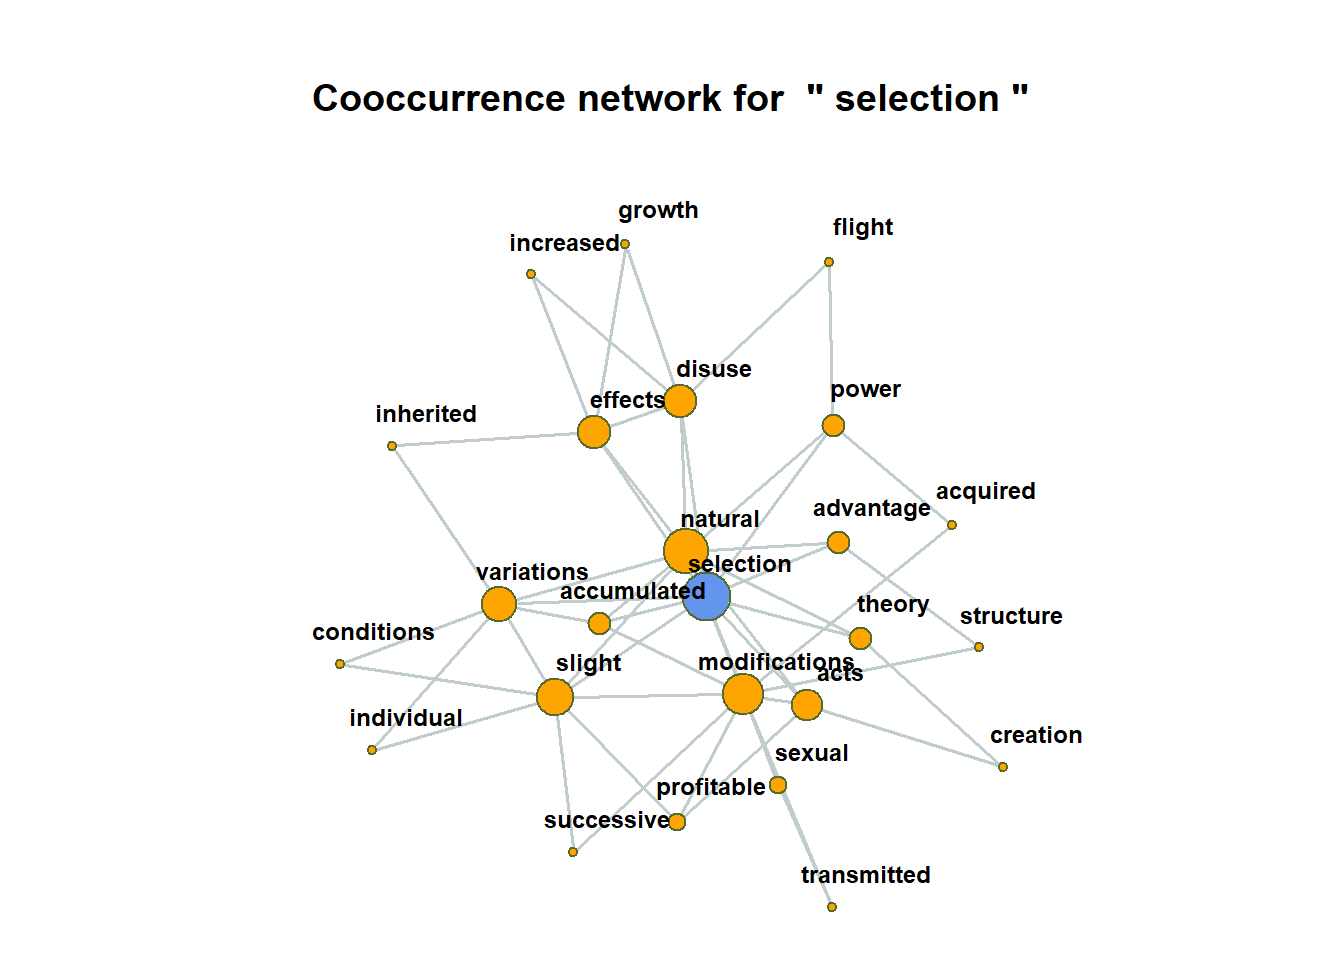 Cooccurrence network for " selection "
growth
flight
increased
disuse
power
effects
inherited
acquired
advantage
natural
selection
variations
accumulated
theory
structure
conditions
slight
modifications
acts
individual
creation
sexual
profitable
successive
transmitted